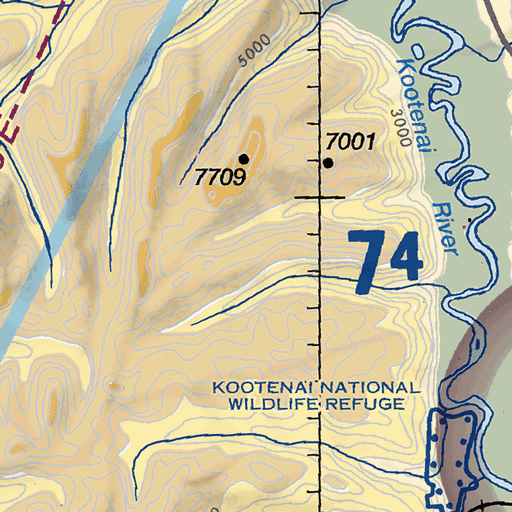 5000
Kootenai
3000
7001
7709
River
74
KOOTENAI NATIONAL
WILDLIFE REFUGE